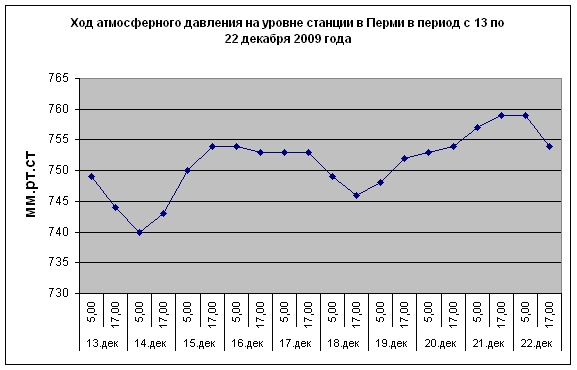 Ход атмосферного давления на уровне станции в Перми в период с 13 по
22 декабря 2009 года
мм.рт.ст
765
760
755
750
745
740
735
730
5,00 17,00 5,00 17,00 5,00 17,00 5,00 17,00 5,00 17,00 5,00 17,00 5,00 17,00 5,00 17,00 5,00 17,00 5,00 17,00
13.дек 14.дек 15.дек 16.дек 17.дек 18.дек 19.дек 20.дек 21.дек 22.дек